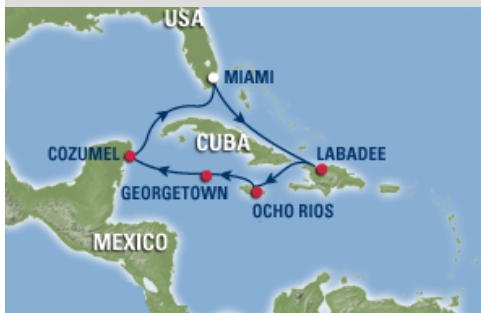 USA
MIAMI
CUBA
COZUMEL
LABADEE
GEORGETOWN
OCHO RIOS
MEXICO